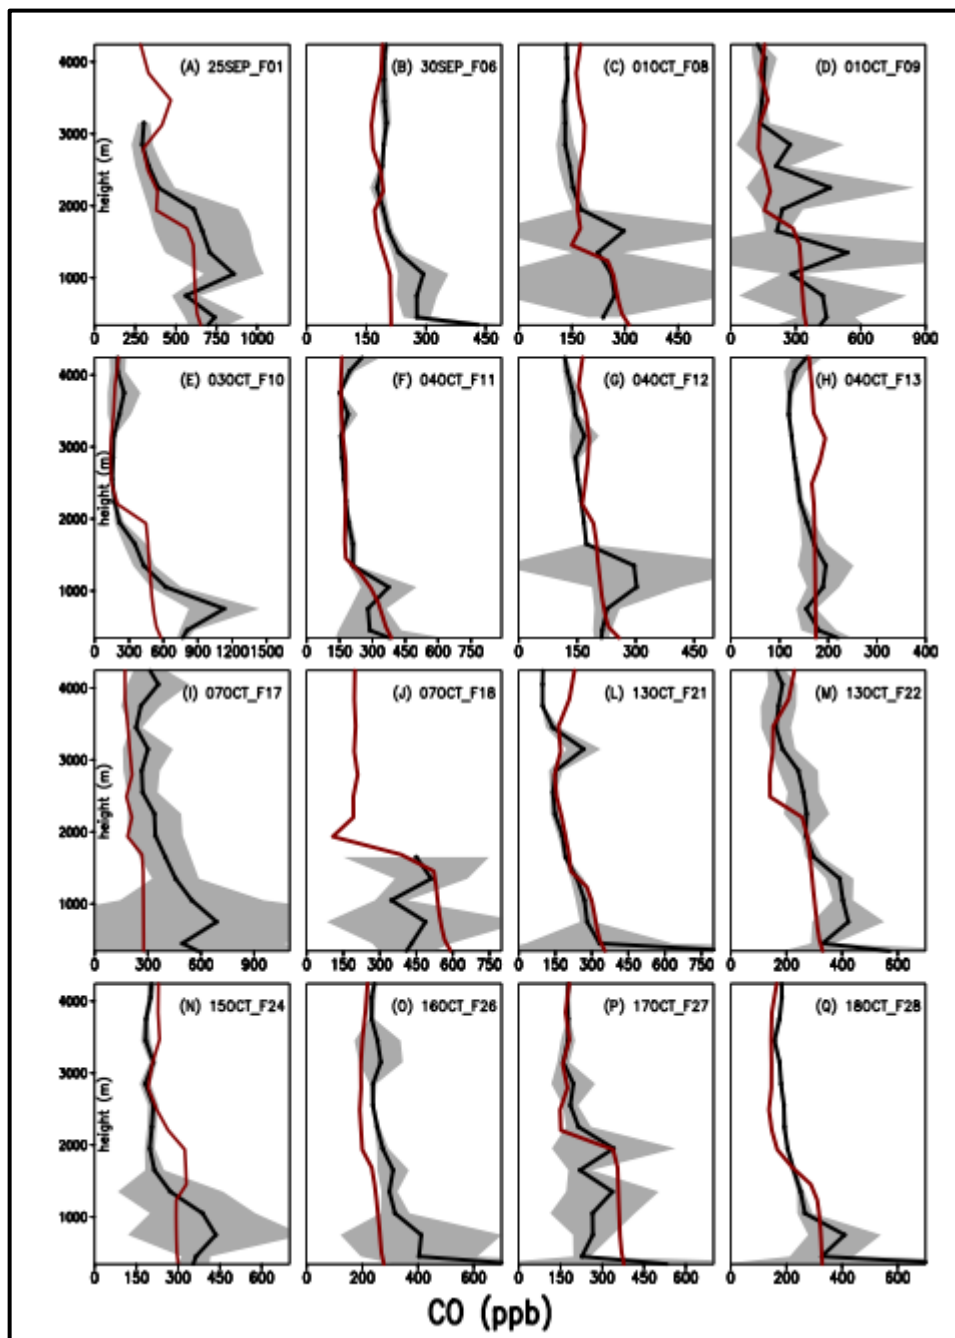 (A) 25SEP_F01
(B) 30SEP_F06
(C) 01OCT_F08
(D) 01OCT_F09
4000
3000
2000
1000
height (m)
250 500 750 1000
0 150 300 450
0 150 300 450
0 300 600 900
(E) 03OCT_F10
(F) 04OCT_F11
(G) 04OCT_F12
(H) 04OCT_F13
4000
3000
2000
1000
0
height (m)
0 300 600 900 1200 1500
0 150 300 450 600 750
0 150 300 450
0 100 200 300 400
(I) 07OCT_F17
(J) 07OCT_F18
(L) 13OCT_F21
(M) 13OCT_F22
4000
3000
2000
1000
height (m)
0 300 600 900
0 150 300 450 600 750
0 150 300 450 600 750
0 200 400 600
(N) 15OCT_F24
(O) 16OCT_F26
(P) 17OCT_F27
(Q) 18OCT_F28
4000
3000
2000
1000
height (m)
0 150 300 450 600
0 200 400 600
0 150 300 450 600
0 200 400 600
CO (ppb)